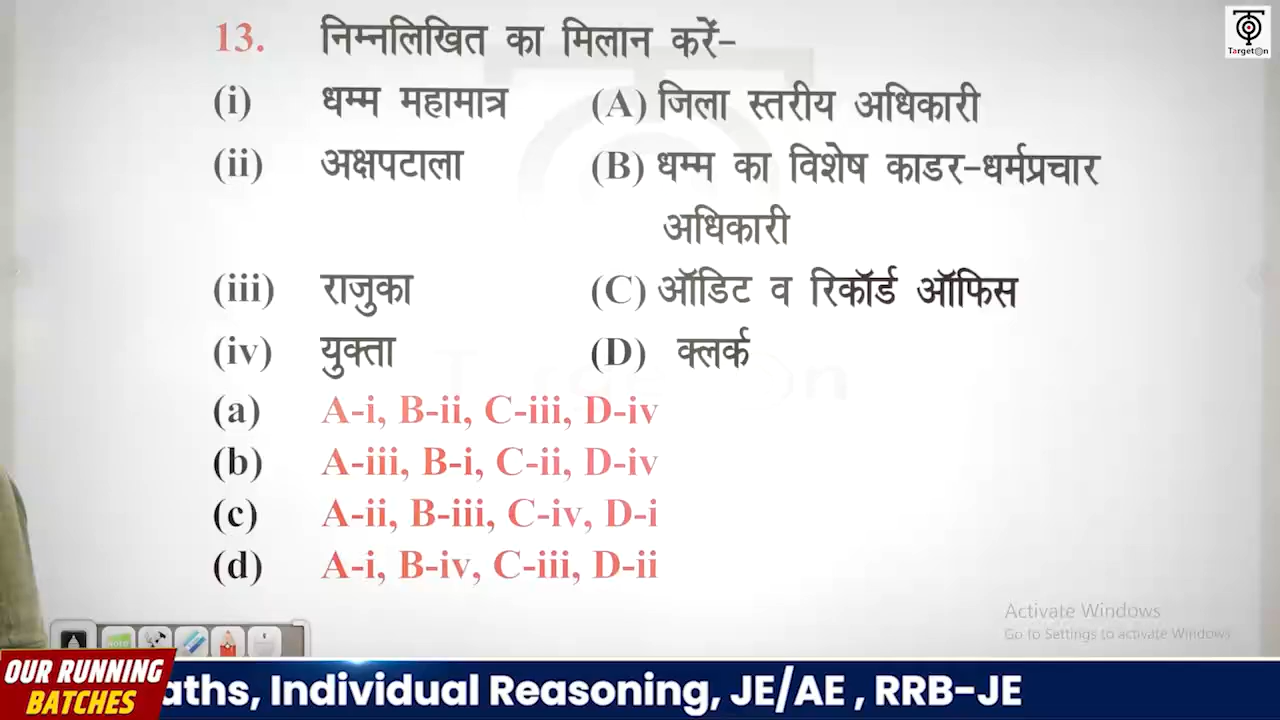 13. निम्नलिखित का मिलान करें-
Target n
(i) धम्म महामात्र (A) जिला स्तरीय अधिकारी
(ii) अक्षपटाला (B) धम्म का विशेष काडर-धर्मप्रचार
अधिकारी
(iii) राजुका (C) ऑडिट व रिकॉर्ड ऑफिस
(iv) युक्ता (D) क्लर्क
(a) A-i, B-ii, C-iii, D-iv
(b) A-iii, B-i, C-ii, D-iv
(c) A-ii, B-iii, C-iv, D-i
(d) A-i, B-iv, C-iii, D-ii
Activate Windows
Go to Settings to activate Windows.
OUR RUNNING
BATCHES
aths, Individual Reasoning, JE/AE , RRB-JE